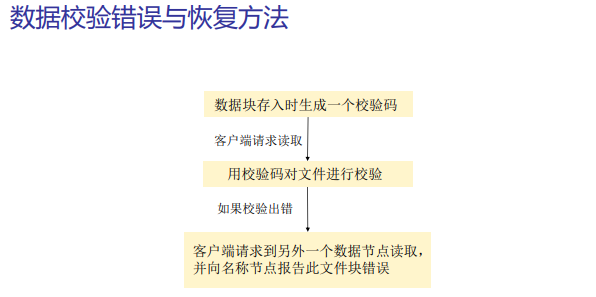 数据校验错误与恢复方法
数据块存入时生成一个校验码
客户端请求读取
用校验码对文件进行校验
如果校验出错
客户端请求到另外一个数据节点读取，
并向名称节点报告此文件块错误